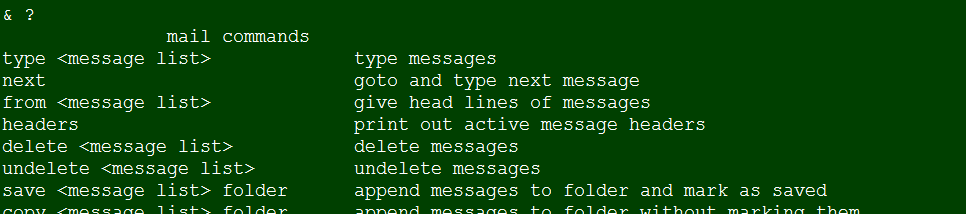 & ?
mail commands
type <message list> type messages
next goto and type next message
from <message list> give head lines of messages
headers print out active message headers
delete <message list> delete messages
undelete <message list> undelete messages
save <message list> folder append messages to folder and mark as saved
copy <message list> folder append messages to folder without marking them